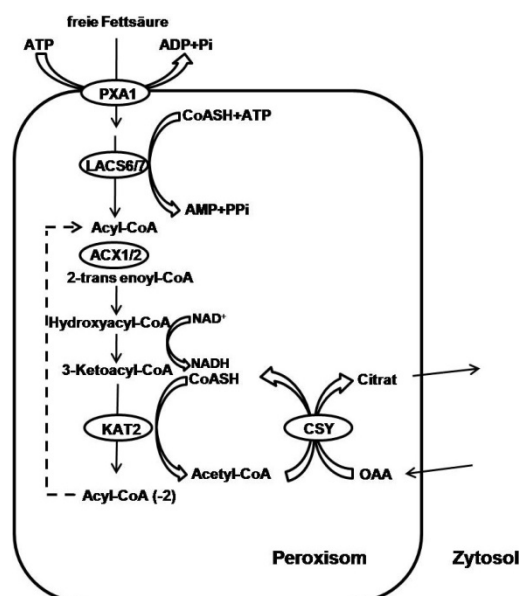 freie Fettsäure
ATP
ADP+Pi
PXA1
CoASH+ATP
LACS6/7
AMP+PPi
Acyl-CoA
ACX1/2
2-trans enoyl-CoA
Hydroxyacyl-CoA
NAD⁺
NADH
3-Ketoacyl-CoA
CoASH
Citrat
KAT2
CSY
Acetyl-CoA
OAA
Acyl-CoA (-2)
Peroxisom
Zytosol